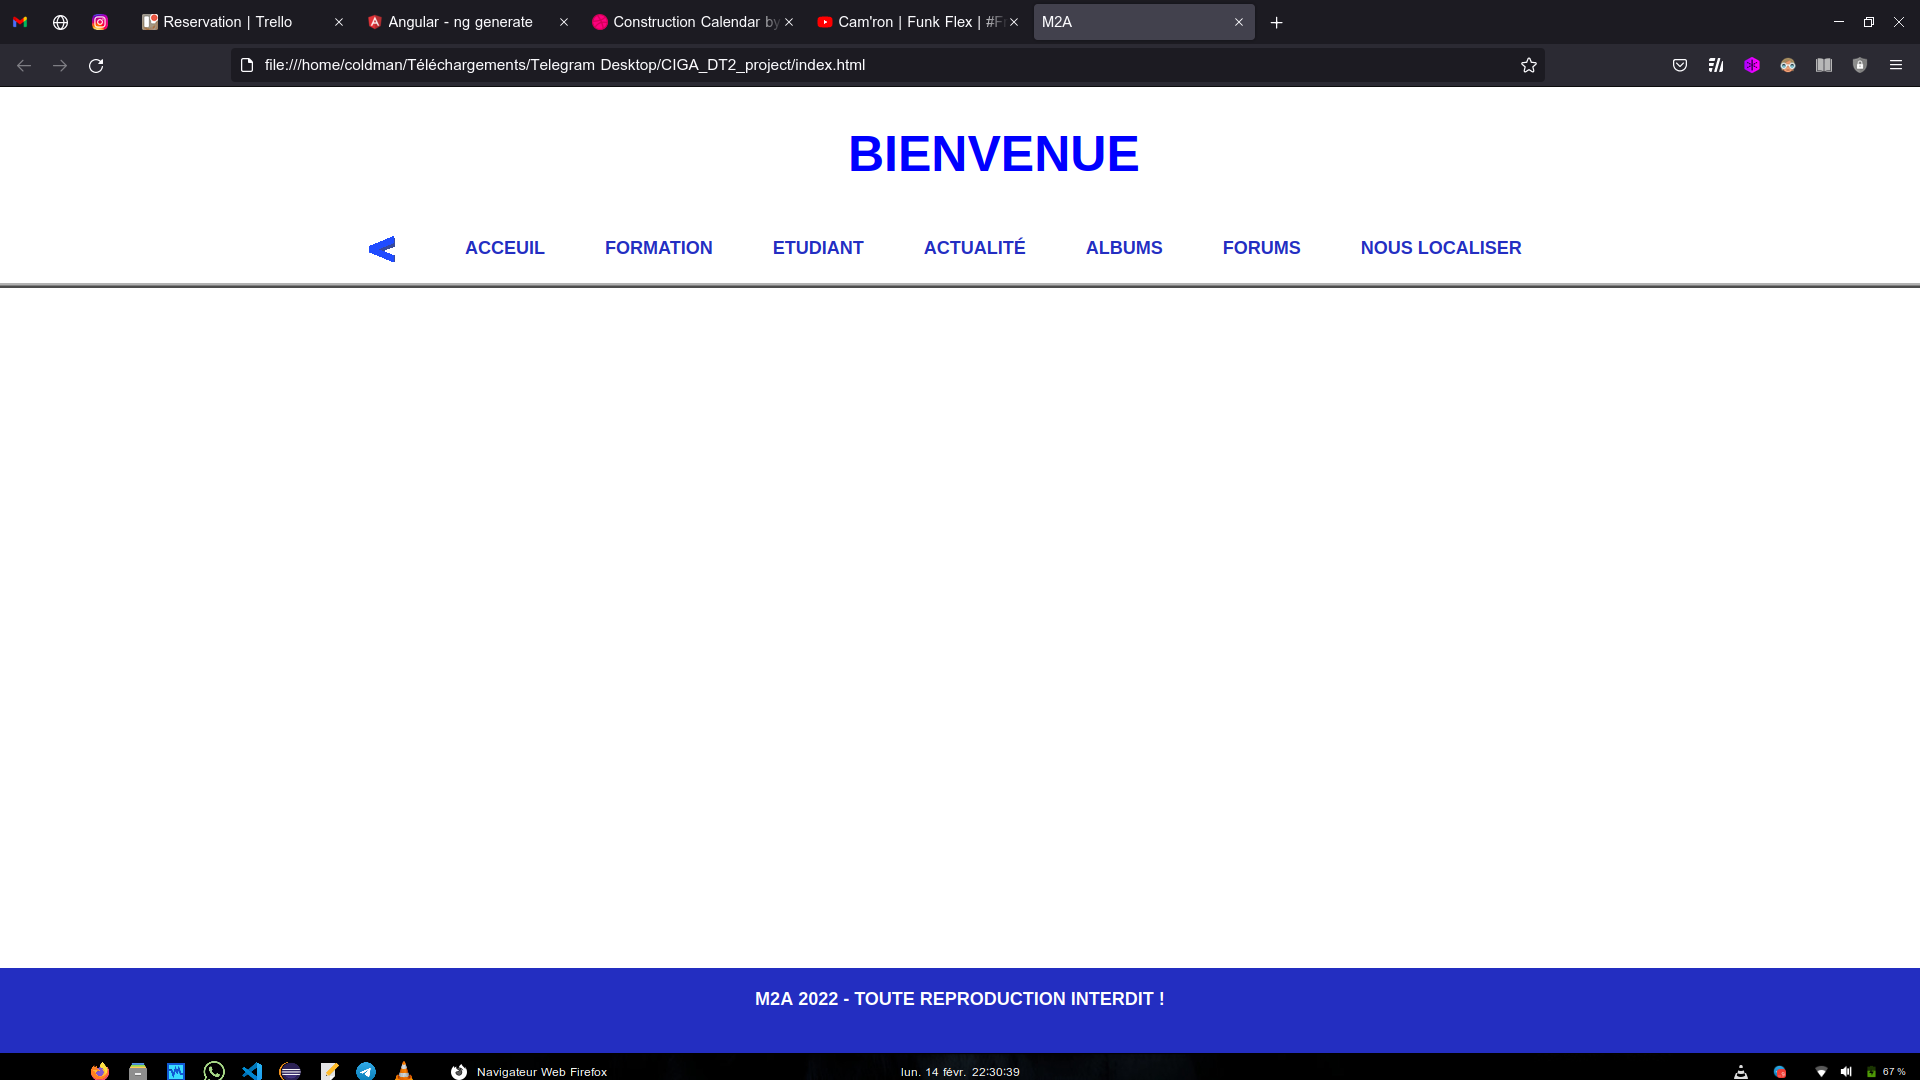 Reservation | Trello
Angular - ng generate
Construction Calendar by
Cam'ron | Funk Flex | #Fr
M2A
file:///home/coldman/Téléchargements/Telegram Desktop/CIGA_DT2_project/index.html
BIENVENUE
< ACCEUIL FORMATION ETUDIANT ACTUALITÉ ALBUMS FORUMS NOUS LOCALISER
M2A 2022 - TOUTE REPRODUCTION INTERDIT !
Navigateur Web Firefox
lun. 14 févr. 22:30:39
67 %